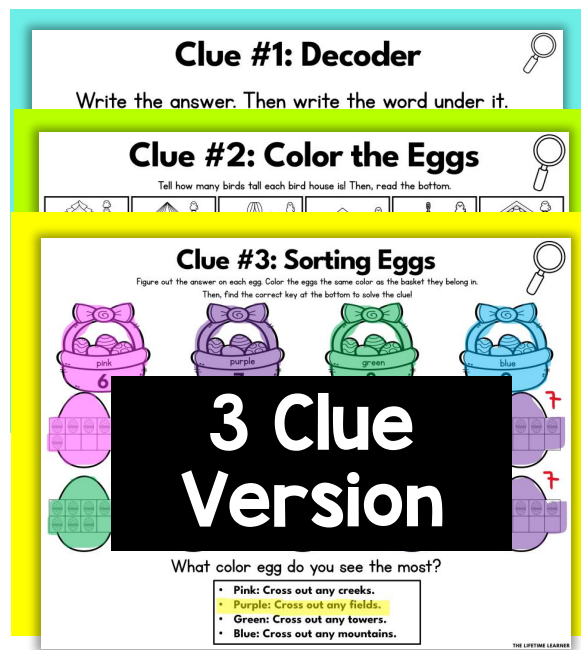 Clue #1: Decoder
Write the answer. Then write the word under it.
Clue #2: Color the Eggs
Tell how many birds tall each bird house is! Then, read the bottom.
Clue #3: Sorting Eggs
Figure out the answer on each egg. Color the eggs the same color as the basket they belong in.
Then, find the correct key at the bottom to solve the clue!
pink purple green blue
6
7
3 Clue
Version
7
What color egg do you see the most?
• Pink: Cross out any creeks.
• Purple: Cross out any fields.
• Green: Cross out any towers.
• Blue: Cross out any mountains.
THE LIFETIME LEARNER